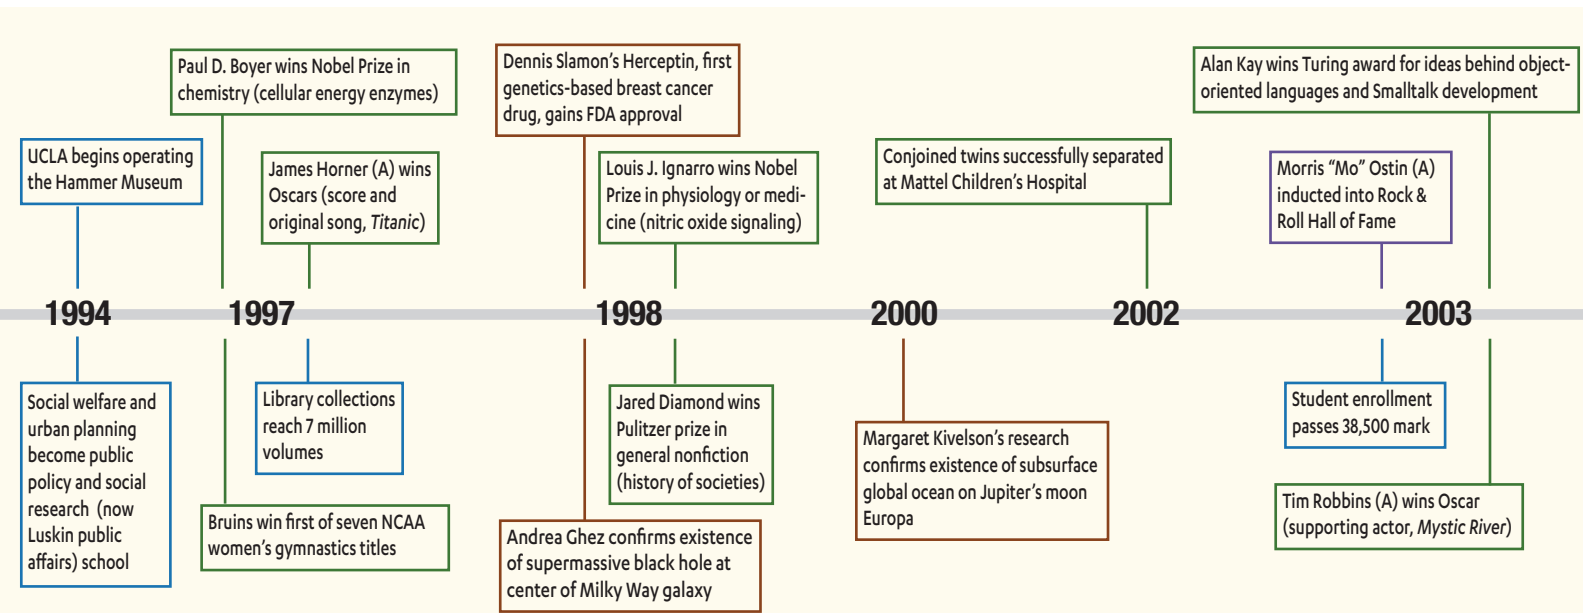 Paul D. Boyer wins Nobel Prize in
chemistry (cellular energy enzymes)
Dennis Slamon’s Herceptin, first
genetics-based breast cancer
drug, gains FDA approval
Alan Kay wins Turing award for ideas behind object-
oriented languages and Smalltalk development
UCLA begins operating
the Hammer Museum
James Horner (A) wins
Oscars (score and
original song, Titanic)
Louis J. Ignarro wins Nobel
Prize in physiology or medi-
cine (nitric oxide signaling)
Conjoined twins successfully separated
at Mattel Children’s Hospital
Morris “Mo” Ostin (A)
inducted into Rock &
Roll Hall of Fame
1994 1997 1998 2000 2002 2003
Social welfare and
urban planning
become public
policy and social
research (now
Luskin public
affairs) school
Library collections
reach 7 million
volumes
Bruins win first of seven NCAA
women’s gymnastics titles
Jared Diamond wins
Pulitzer prize in
general nonfiction
(history of societies)
Andrea Ghez confirms existence
of supermassive black hole at
center of Milky Way galaxy
Margaret Kivelson’s research
confirms existence of subsurface
global ocean on Jupiter’s moon
Europa
Student enrollment
passes 38,500 mark
Tim Robbins (A) wins Oscar
(supporting actor, Mystic River)